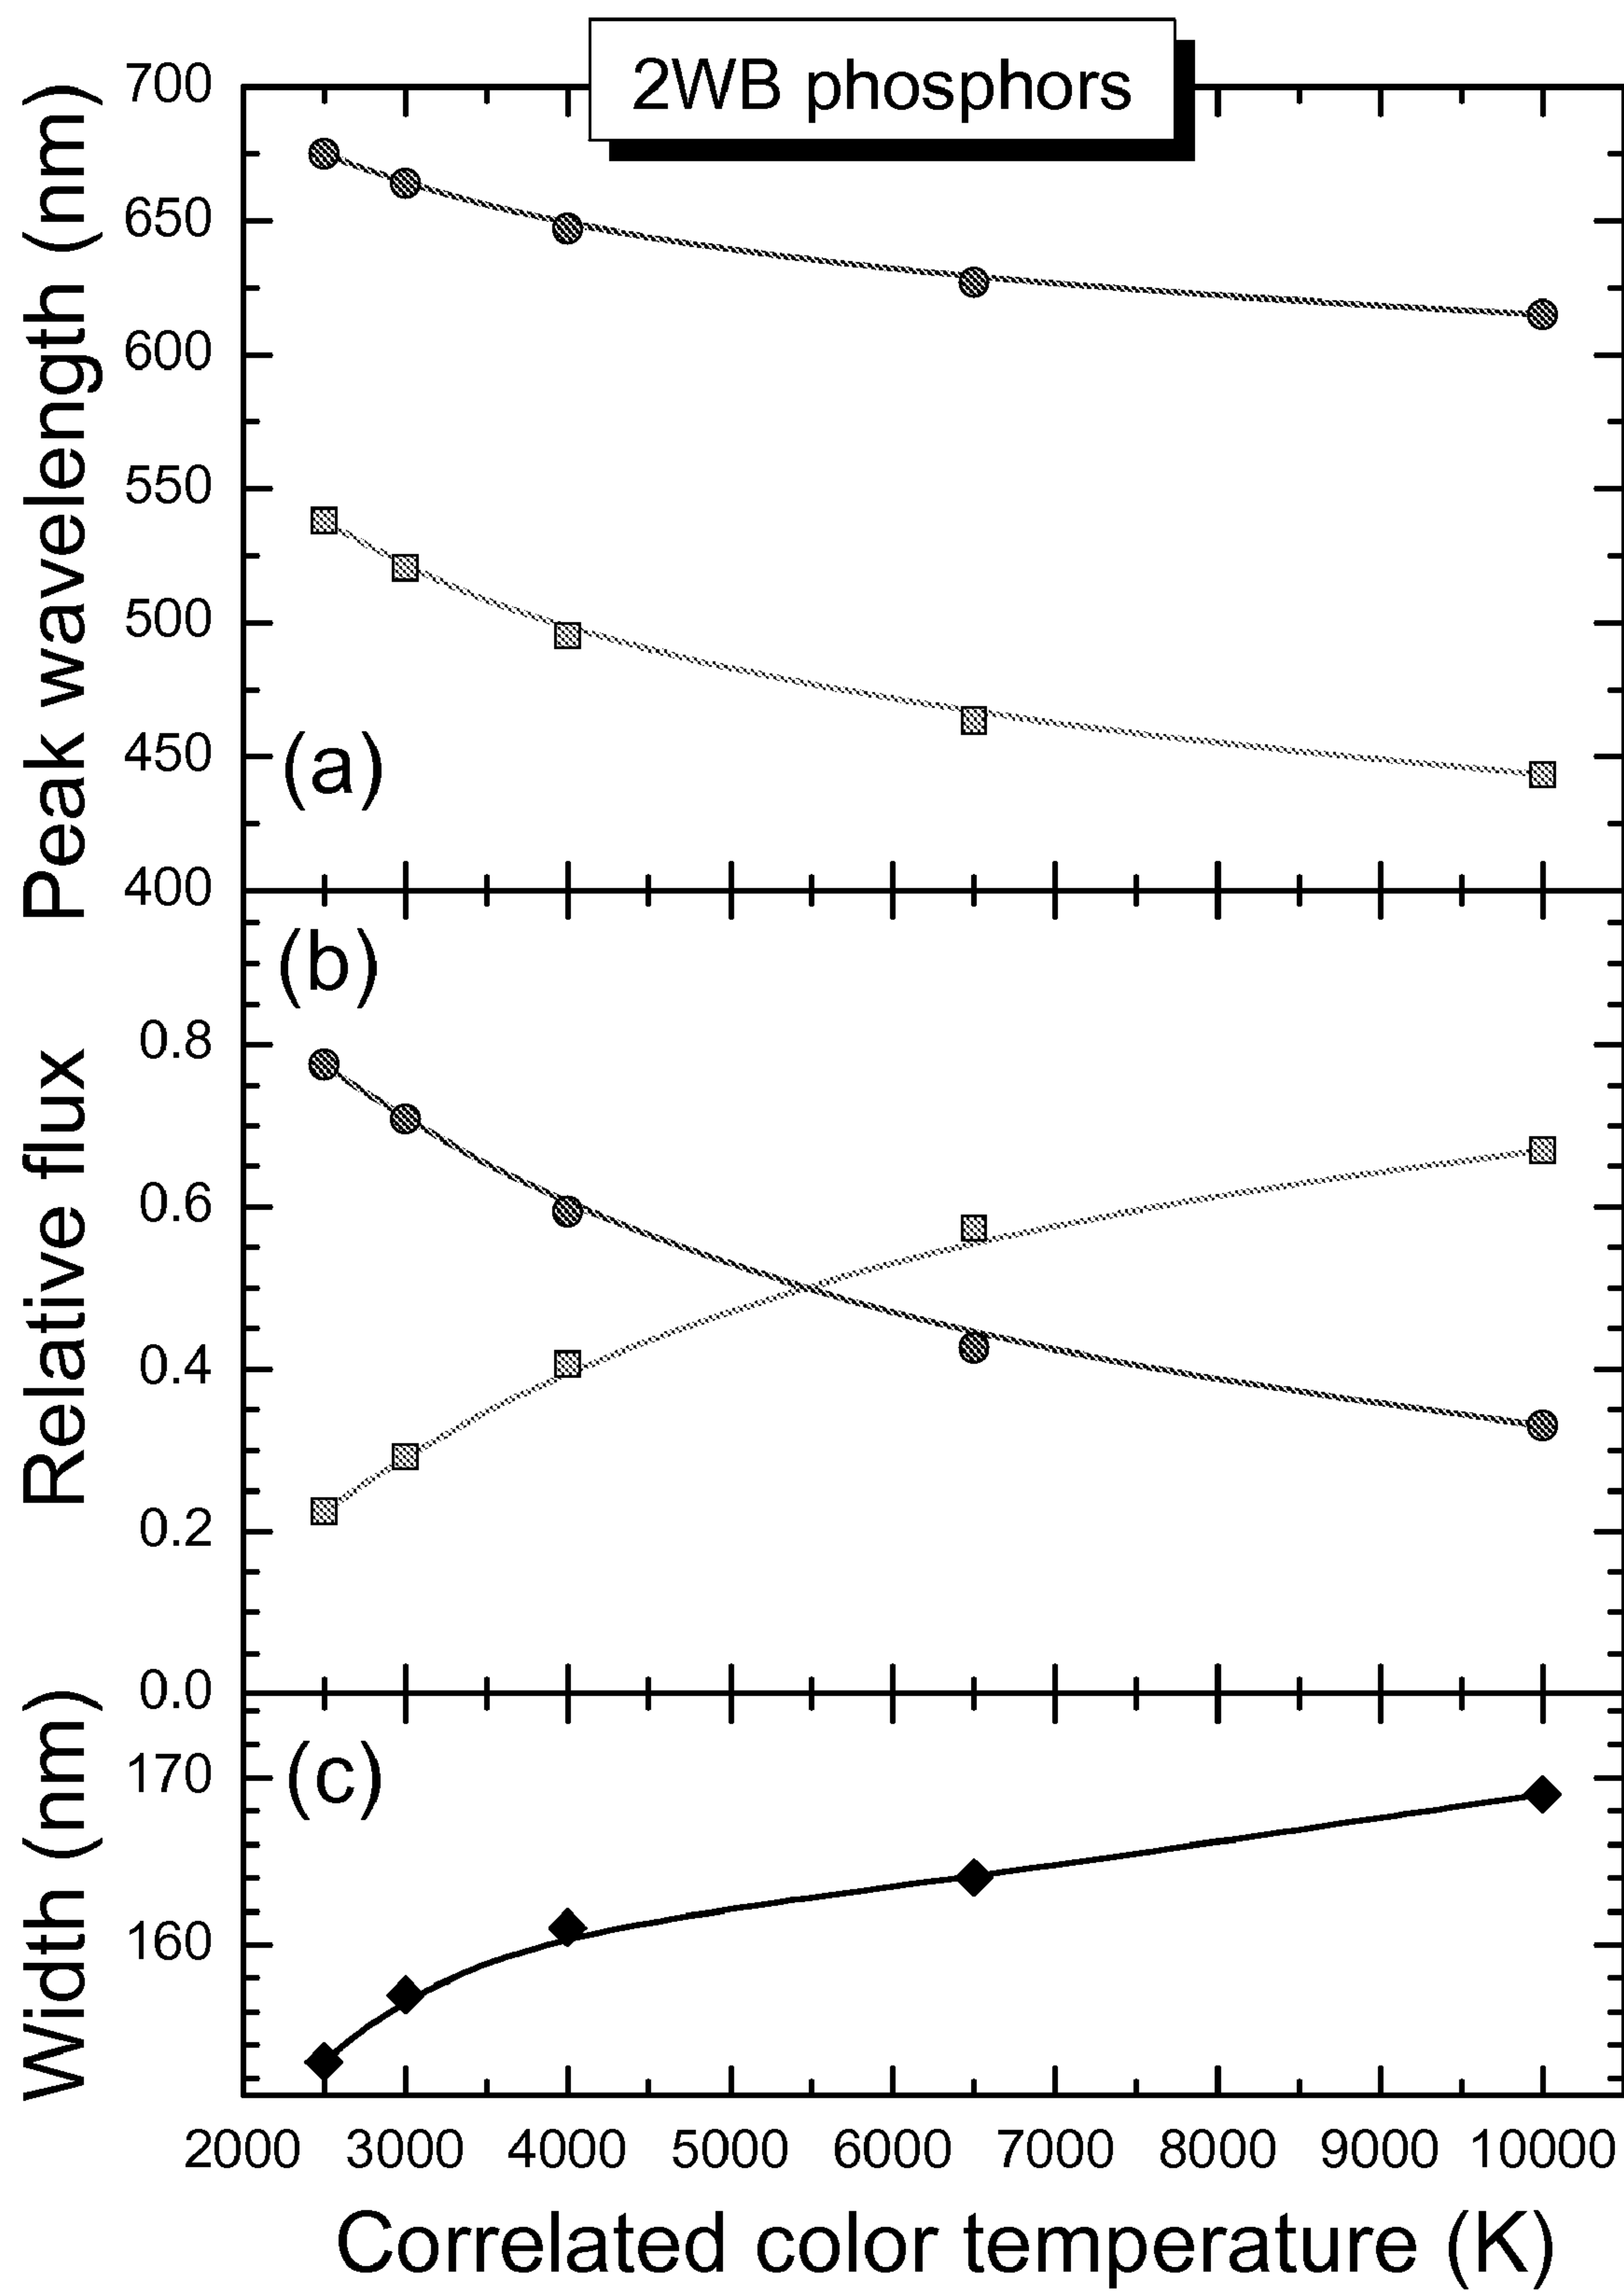 2WB phosphors
Peak wavelength (nm)
700
650
600
550
500
450
400
(a)
Relative flux
(b)
0.8
0.6
0.4
0.2
0.0
Width (nm)
(c)
170
160
2000 3000 4000 5000 6000 7000 8000 9000 10000
Correlated color temperature (K)